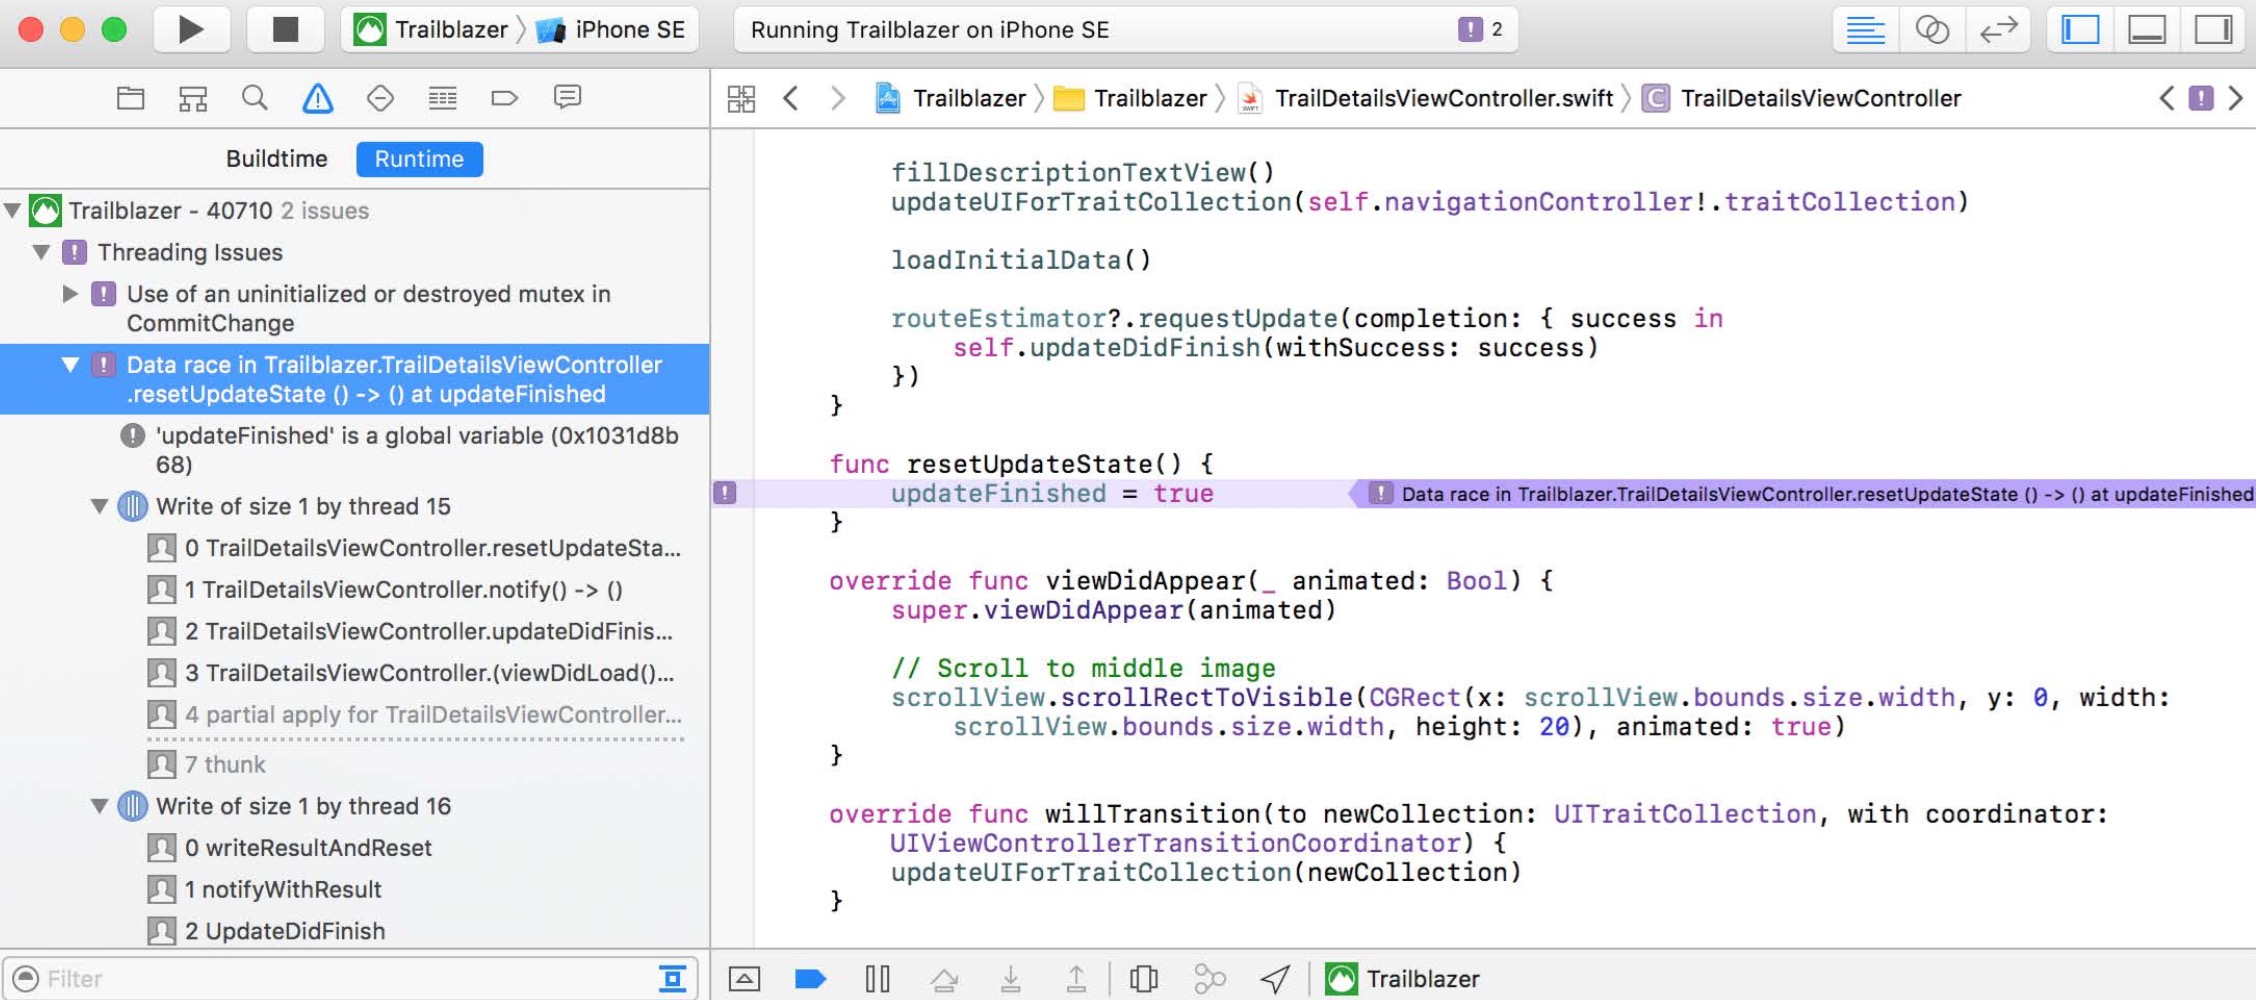 Trailblazer 〉 iPhone SE
Running Trailblazer on iPhone SE
2
Trailblazer 〉 Trailblazer 〉 TrailDetailsViewController.swift 〉 C TrailDetailsViewController
Buildtime Runtime
Trailblazer - 40710 2 issues
Threading Issues
Use of an uninitialized or destroyed mutex in
CommitChange
Data race in Trailblazer.TrailDetailsViewController
.resetUpdateState () -> () at updateFinished
'updateFinished' is a global variable (0x1031d8b
68)
Write of size 1 by thread 15
0 TrailDetailsViewController.resetUpdateSta...
1 TrailDetailsViewController.notify() -> ()
2 TrailDetailsViewController.updateDidFinis...
3 TrailDetailsViewController.(viewDidLoad()...
4 partial apply for TrailDetailsViewController...
7 thunk
Write of size 1 by thread 16
0 writeResultAndReset
1 notifyWithResult
2 UpdateDidFinish
Filter
fillDescriptionTextView()
updateUIForTraitCollection(self.navigationController!.traitCollection)
loadInitialData()
routeEstimator?.requestUpdate(completion: { success in
self.updateDidFinish(withSuccess: success)
})
}
func resetUpdateState() {
updateFinished = true
Data race in Trailblazer.TrailDetailsViewController.resetUpdateState () -> () at updateFinished
}
override func viewDidAppear(_ animated: Bool) {
super.viewDidAppear(animated)
// Scroll to middle image
scrollView.scrollRectToVisible(CGRect(x: scrollView.bounds.size.width, y: 0, width:
scrollView.bounds.size.width, height: 20), animated: true)
}
override func willTransition(to newCollection: UITraitCollection, with coordinator:
UIViewControllerTransitionCoordinator) {
updateUIForTraitCollection(newCollection)
}
Trailblazer